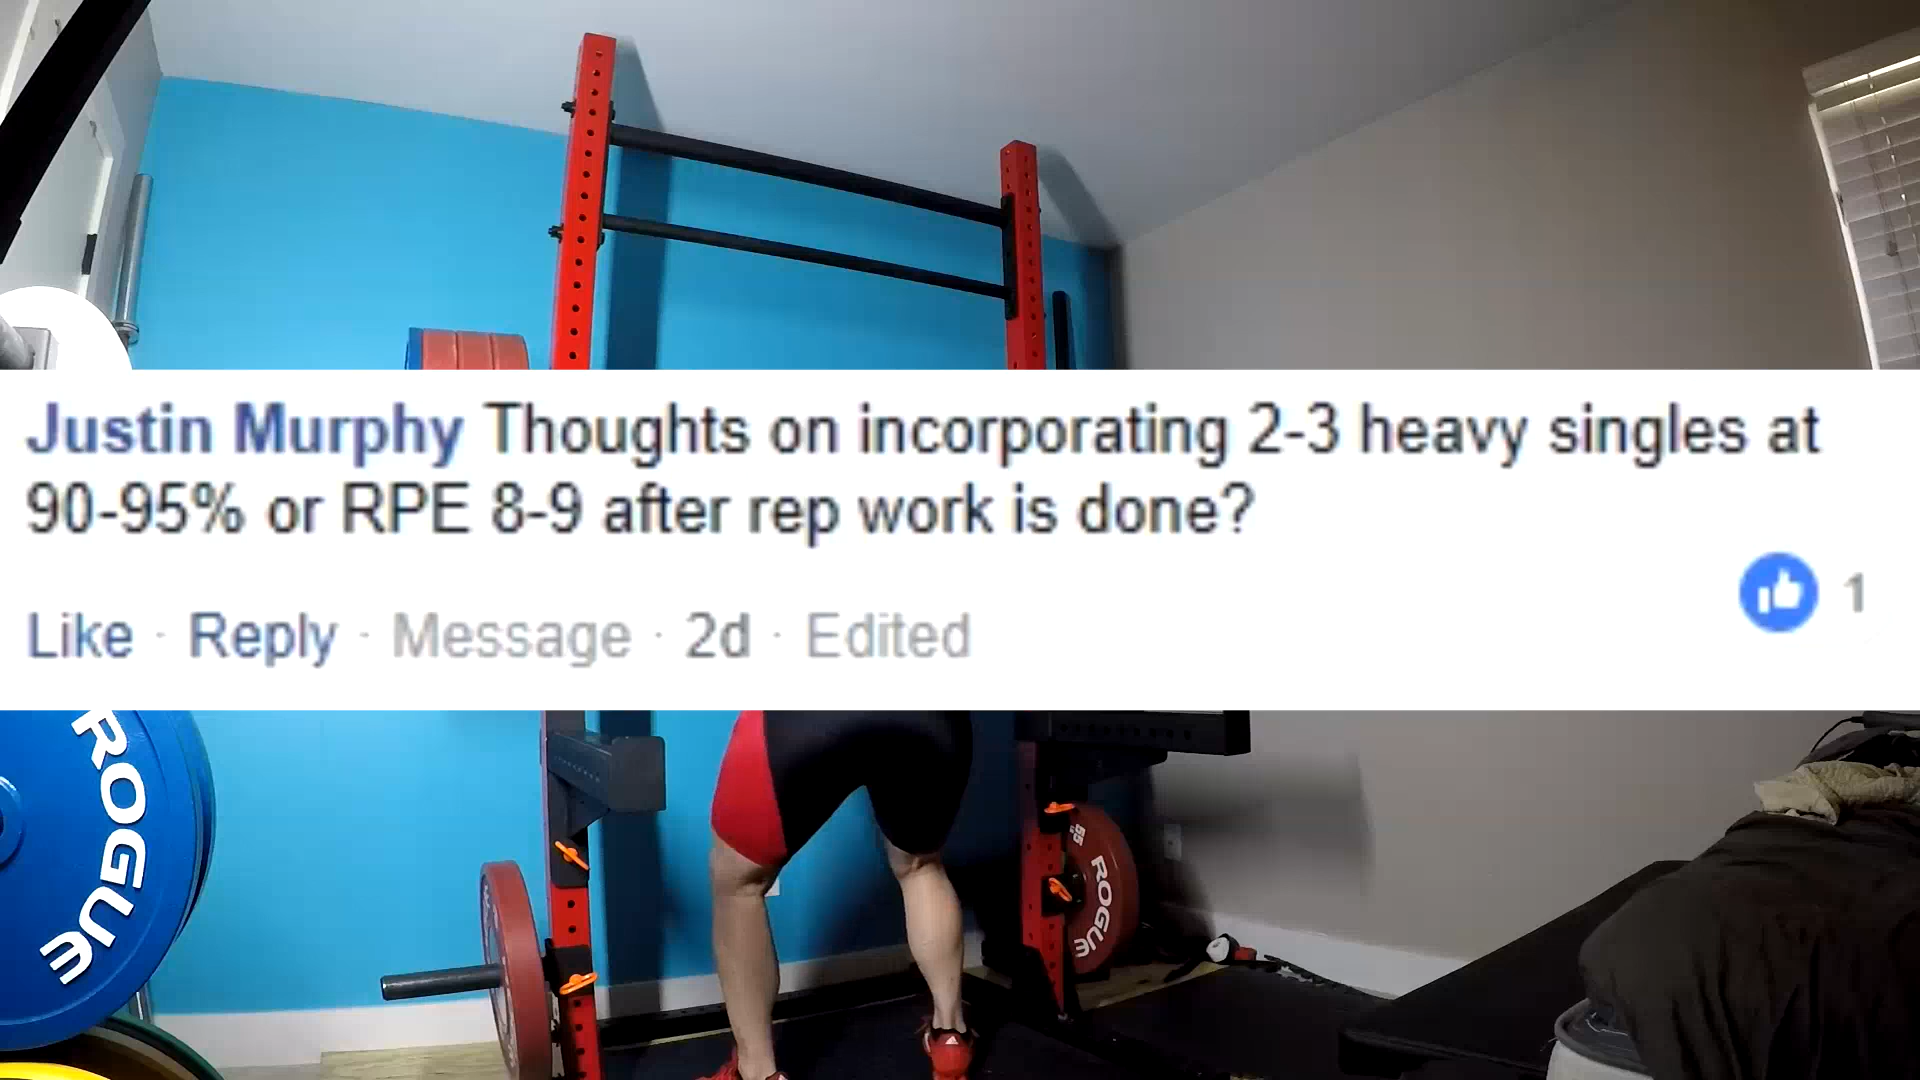 Justin Murphy Thoughts on incorporating 2-3 heavy singles at
90-95% or RPE 8-9 after rep work is done?
1
Like · Reply · Message · 2d · Edited
ROGUE
55
ROGUE